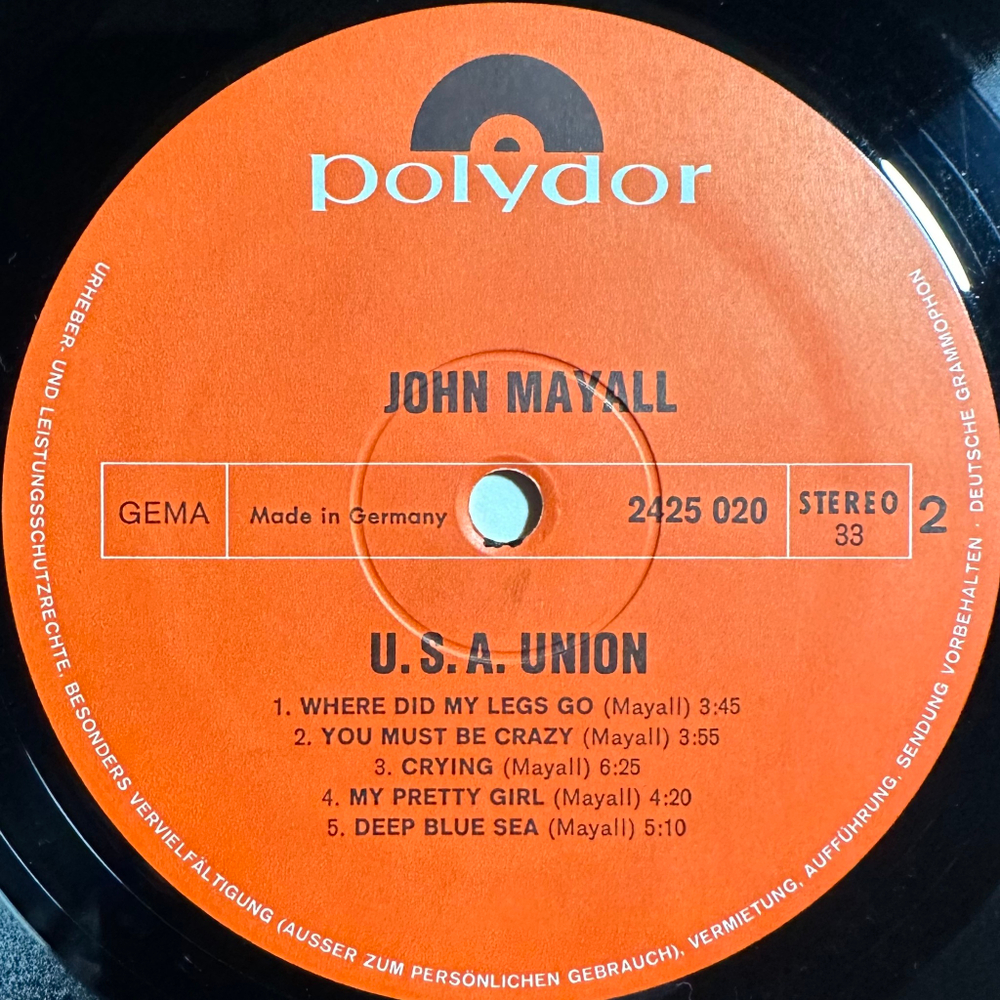 polydor
JOHN MAYALL
GEMA
Made in Germany
2425 020
STEREO
33
2
U. S. A. UNION
1. WHERE DID MY LEGS GO (Mayall) 3:45
2. YOU MUST BE CRAZY (Mayall) 3:55
3. CRYING (Mayall) 6:25
4. MY PRETTY GIRL (Mayall) 4:20
5. DEEP BLUE SEA (Mayall) 5:10
URHEBER- UND LEISTUNGSSCHUTZRECHTE, BESONDERS VERVIELFÄLTIGUNG (AUSSER ZUM PERSÖNLICHEN GEBRAUCH), VERMIETUNG, AUFFÜHRUNG, SENDUNG VORBEHALTEN · DEUTSCHE GRAMMOPHON